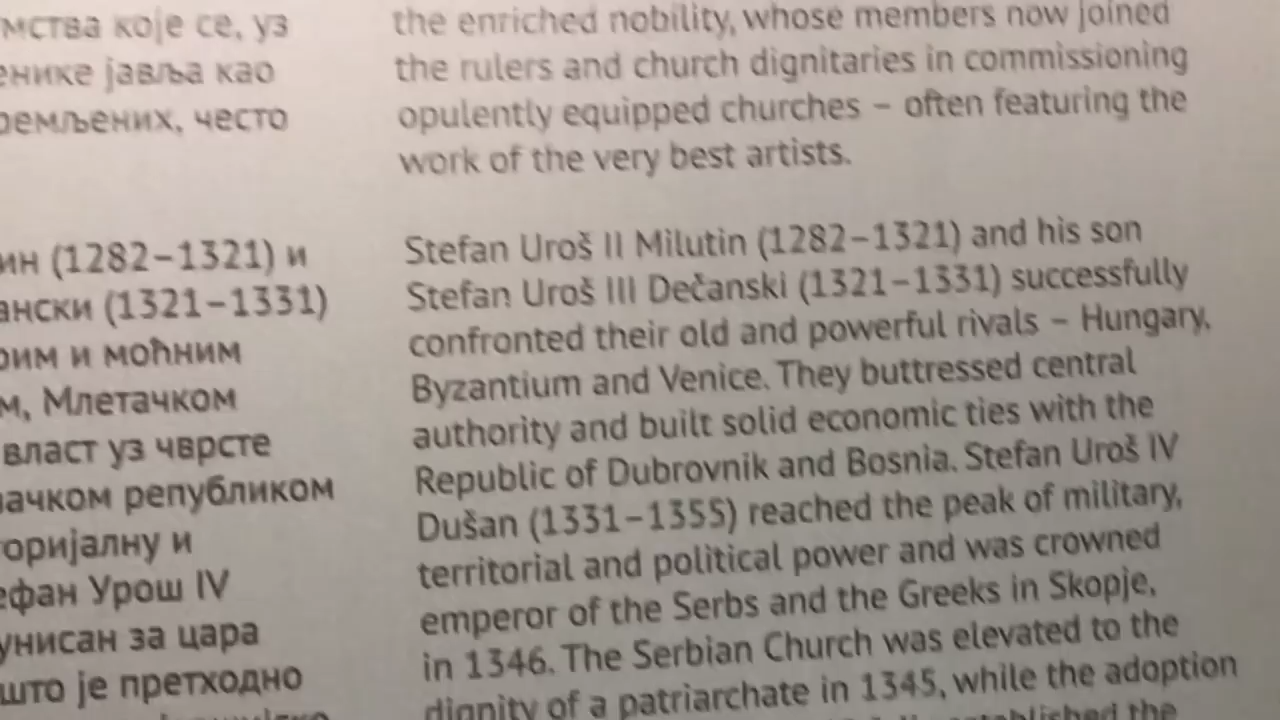 мства које се, уз
енике јавља као
ремљених, често
ин (1282–1321) и
ански (1321–1331)
рим и моћним
м, Млетачком
власт уз чврсте
ачком републиком
торијалну и
ефан Урош IV
унисан за цара
што је претходно
the enriched nobility, whose members now joined
the rulers and church dignitaries in commissioning
opulently equipped churches – often featuring the
work of the very best artists.
Stefan Uroš II Milutin (1282–1321) and his son
Stefan Uroš III Dečanski (1321–1331) successfully
confronted their old and powerful rivals – Hungary,
Byzantium and Venice. They buttressed central
authority and built solid economic ties with the
Republic of Dubrovnik and Bosnia. Stefan Uroš IV
Dušan (1331–1355) reached the peak of military,
territorial and political power and was crowned
emperor of the Serbs and the Greeks in Skopje,
in 1346. The Serbian Church was elevated to the
dignity of a patriarchate in 1345, while the adoption
established the